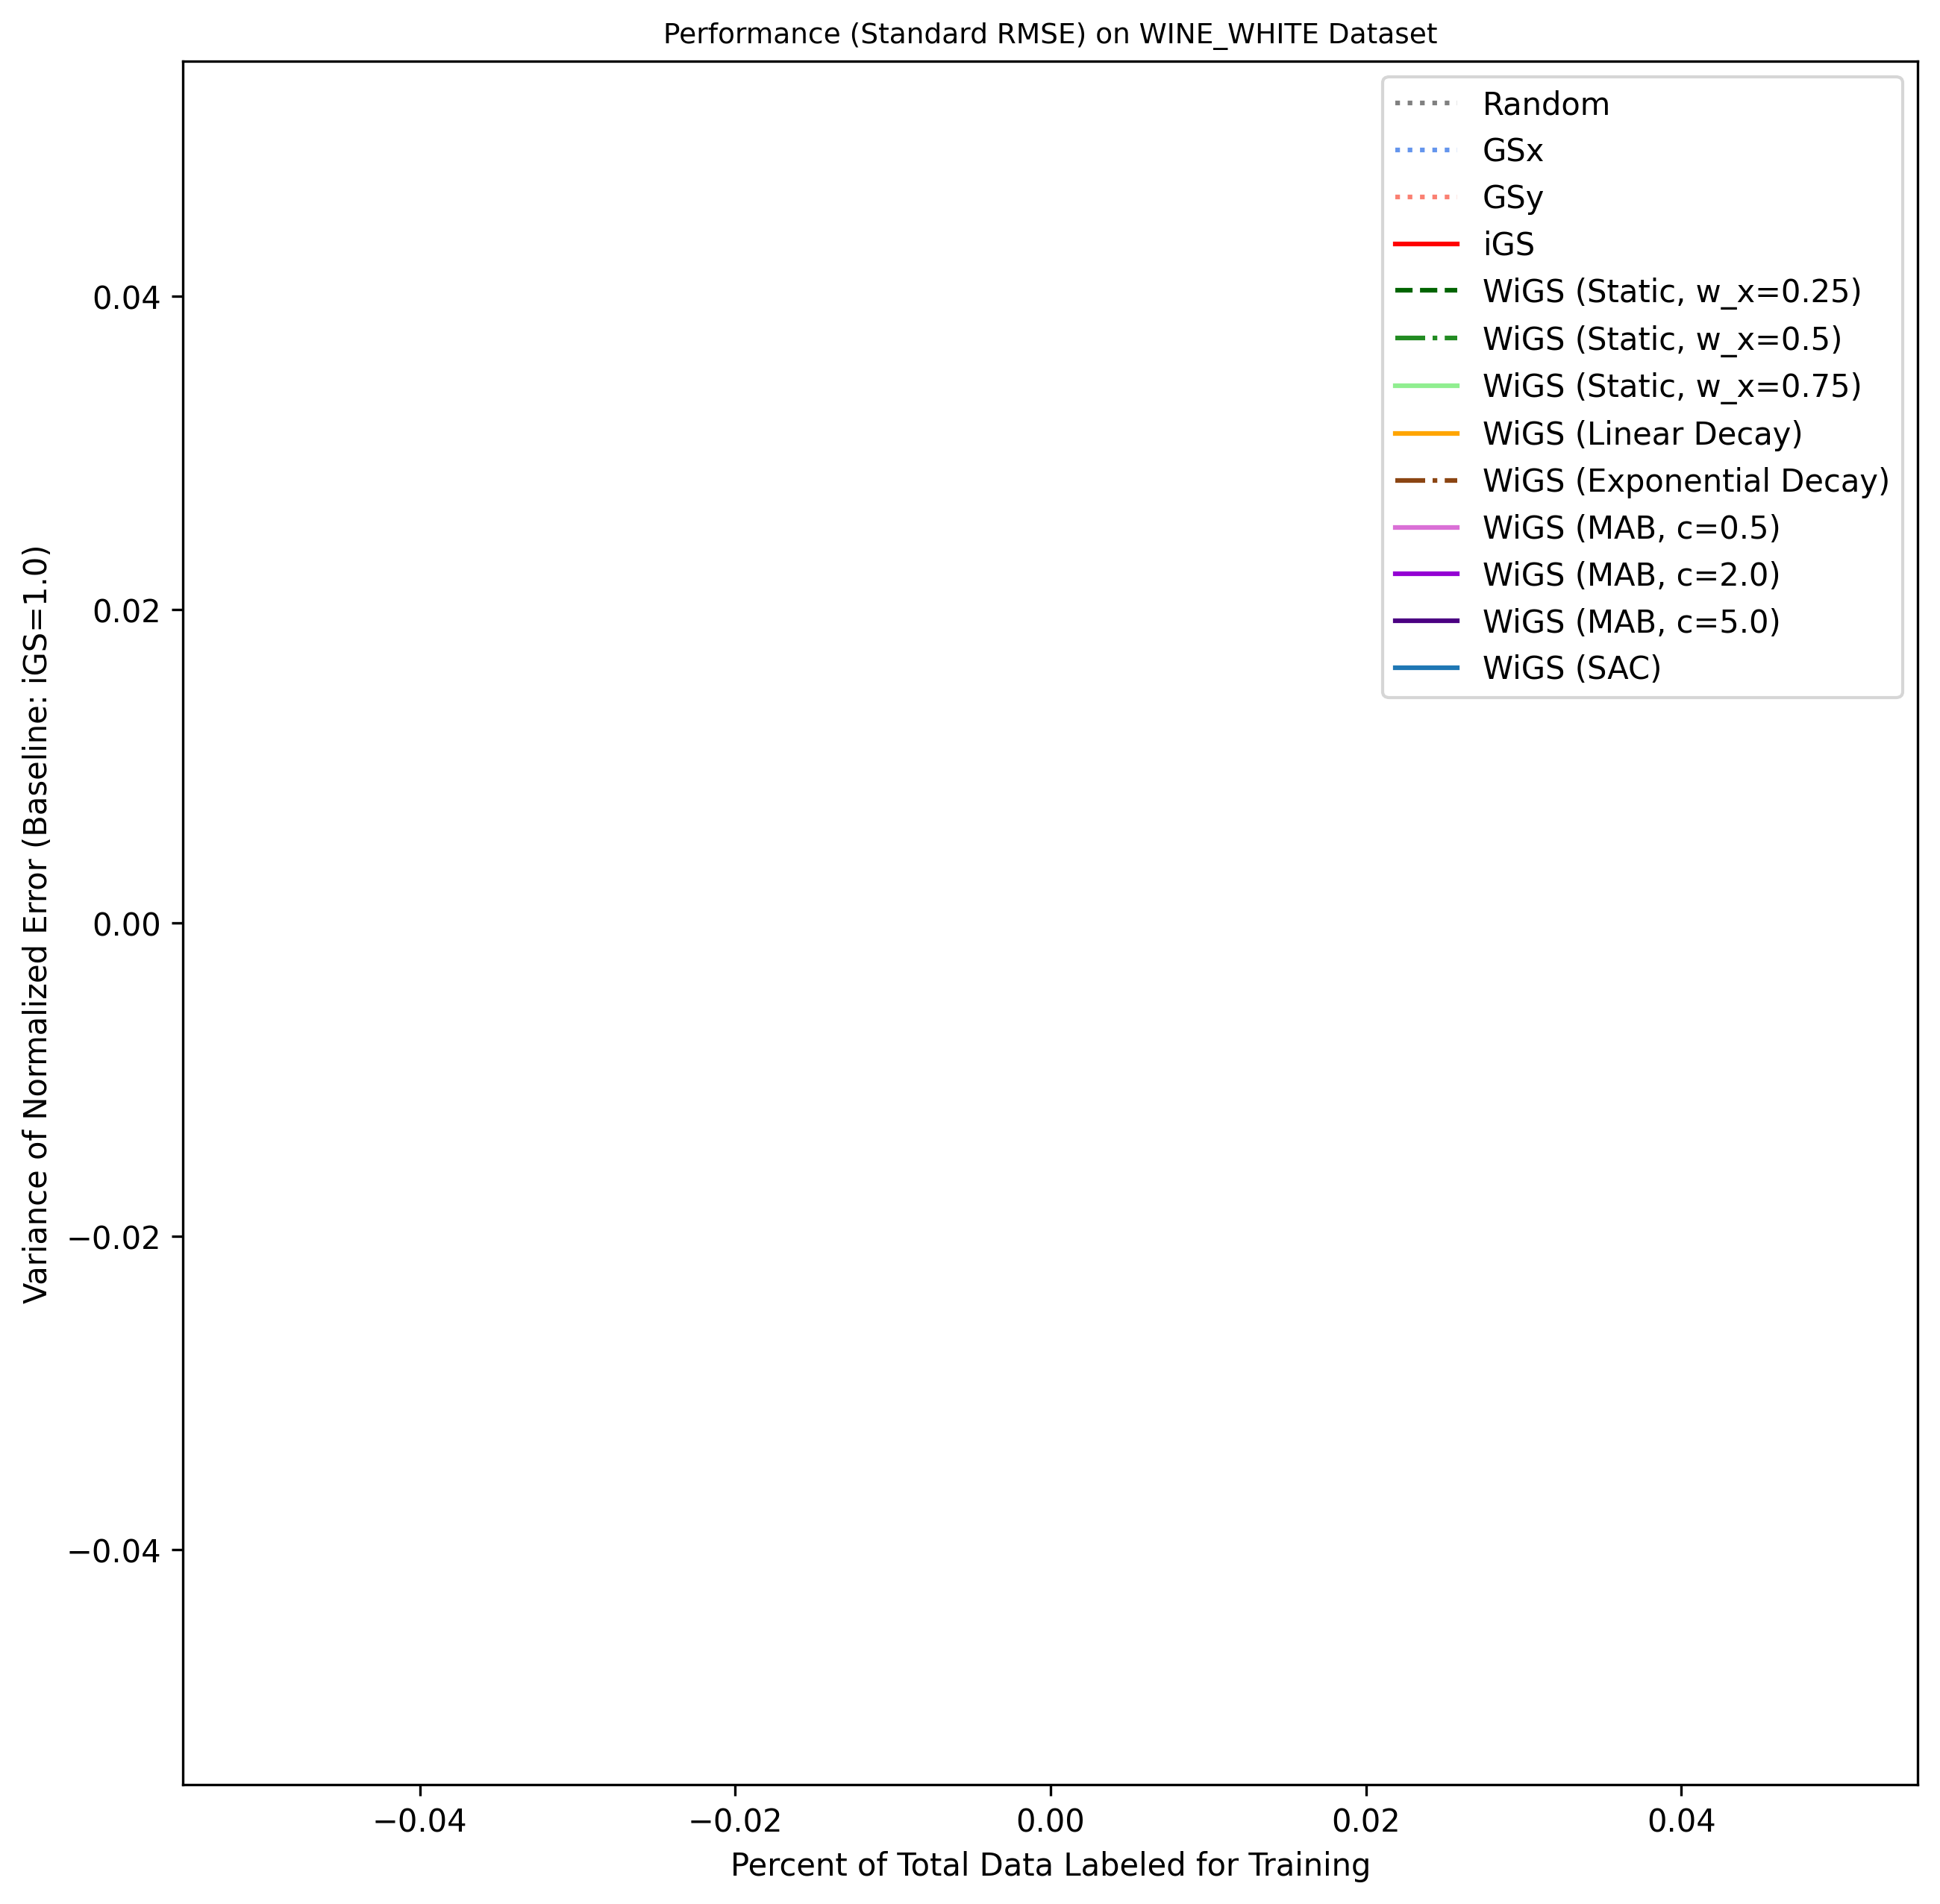 Performance (Standard RMSE) on WINE_WHITE Dataset
Random
GSx
GSy
iGS
WiGS (Static, w_x=0.25)
WiGS (Static, w_x=0.5)
WiGS (Static, w_x=0.75)
WiGS (Linear Decay)
WiGS (Exponential Decay)
WiGS (MAB, c=0.5)
WiGS (MAB, c=2.0)
WiGS (MAB, c=5.0)
WiGS (SAC)
Variance of Normalized Error (Baseline: iGS=1.0)
0.04
0.02
0.00
−0.02
−0.04
−0.04
−0.02
0.00
0.02
0.04
Percent of Total Data Labeled for Training